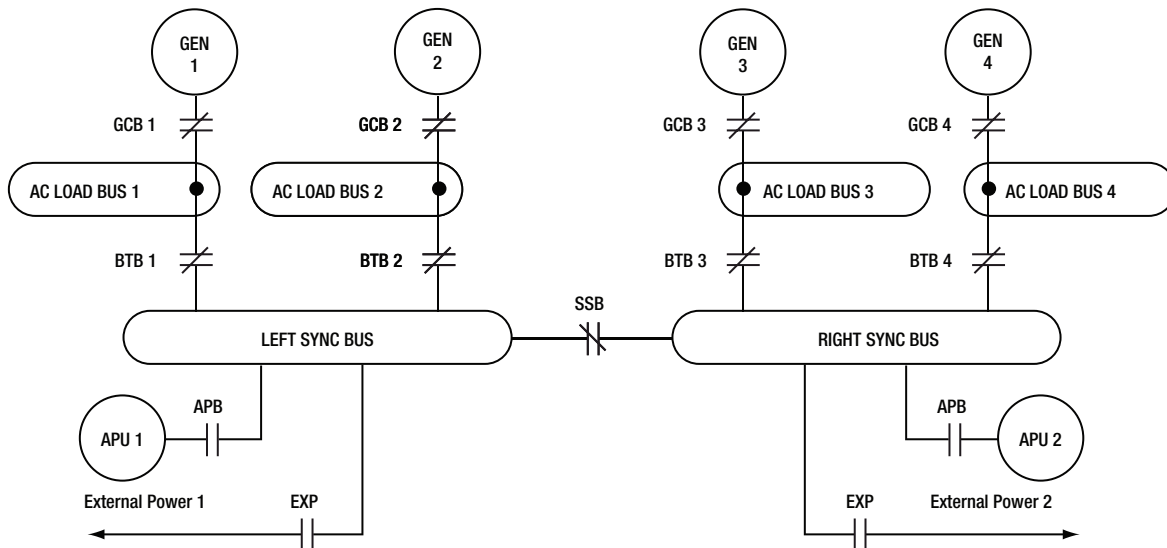 GEN
1
GEN
2
GEN
3
GEN
4
GCB 1
GCB 2
GCB 3
GCB 4
AC LOAD BUS 1
AC LOAD BUS 2
AC LOAD BUS 3
AC LOAD BUS 4
BTB 1
BTB 2
BTB 3
BTB 4
SSB
LEFT SYNC BUS
RIGHT SYNC BUS
APB
APB
APU 1
APU 2
External Power 1
EXP
EXP
External Power 2